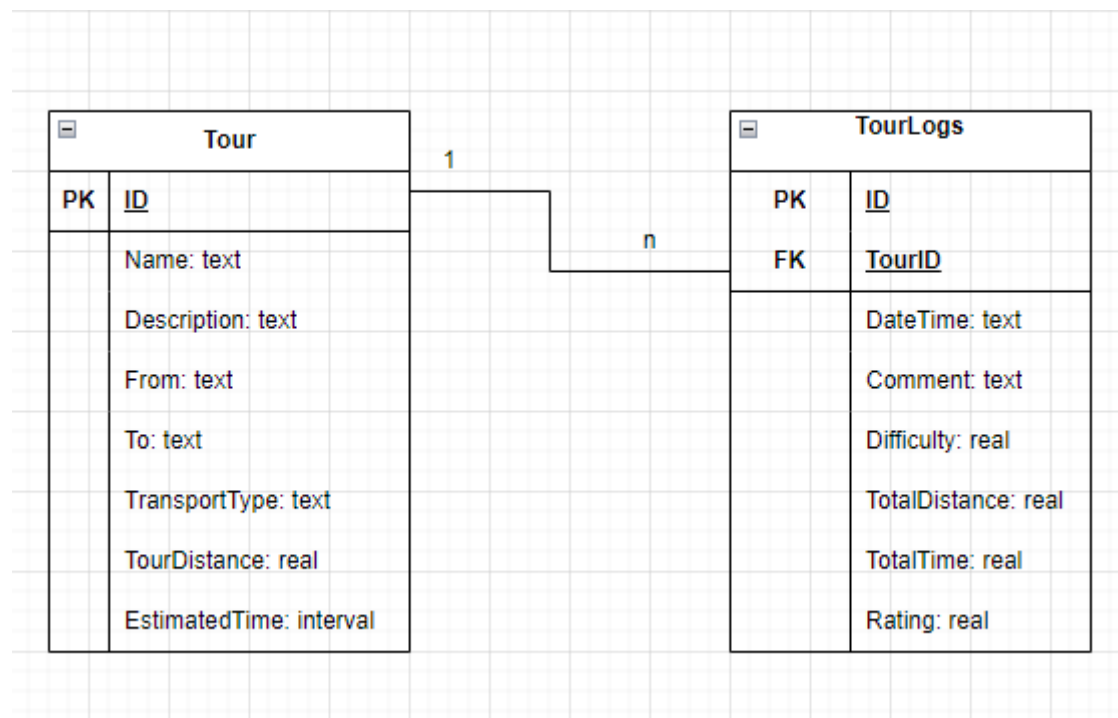 Tour
PK ID
Name: text
Description: text
From: text
To: text
TransportType: text
TourDistance: real
EstimatedTime: interval
1
n
TourLogs
PK ID
FK TourID
DateTime: text
Comment: text
Difficulty: real
TotalDistance: real
TotalTime: real
Rating: real